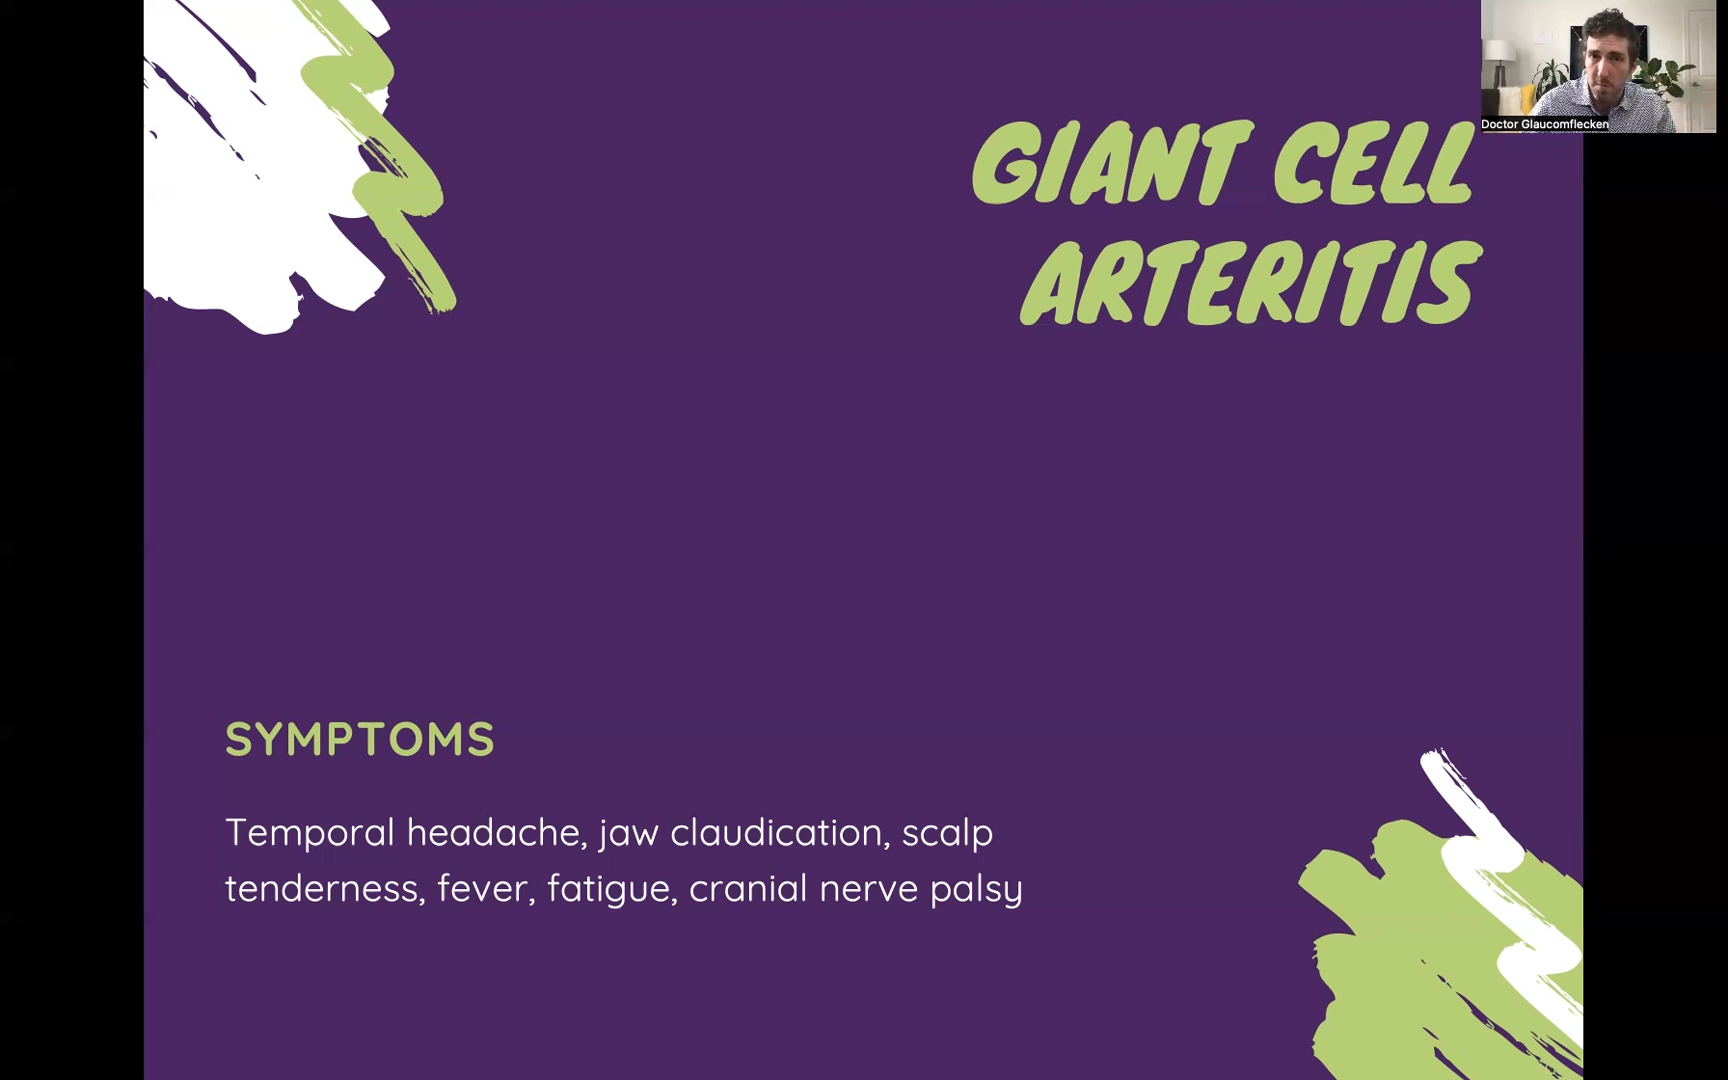 Doctor Glaucomflecken
GIANT CELL
ARTERITIS
SYMPTOMS
Temporal headache, jaw claudication, scalp
tenderness, fever, fatigue, cranial nerve palsy